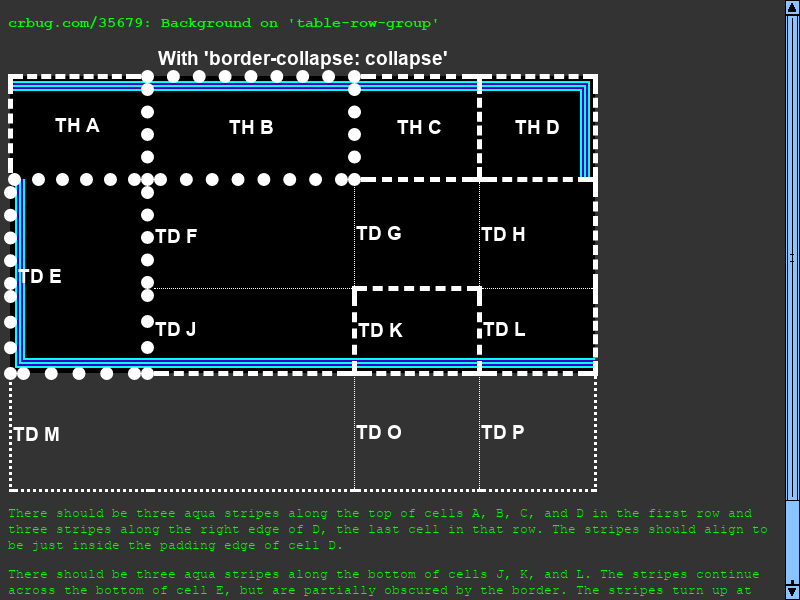 crbug.com/35679: Background on 'table-row-group'
With 'border-collapse: collapse'
TH A TH B TH C TH D
TD F TD G TD H
TD E
TD J TD K TD L
TD M TD O TD P
There should be three aqua stripes along the top of cells A, B, C, and D in the first row and
three stripes along the right edge of D, the last cell in that row. The stripes should align to
be just inside the padding edge of cell D.
There should be three aqua stripes along the bottom of cells J, K, and L. The stripes continue
across the bottom of cell E, but are partially obscured by the border. The stripes turn up at